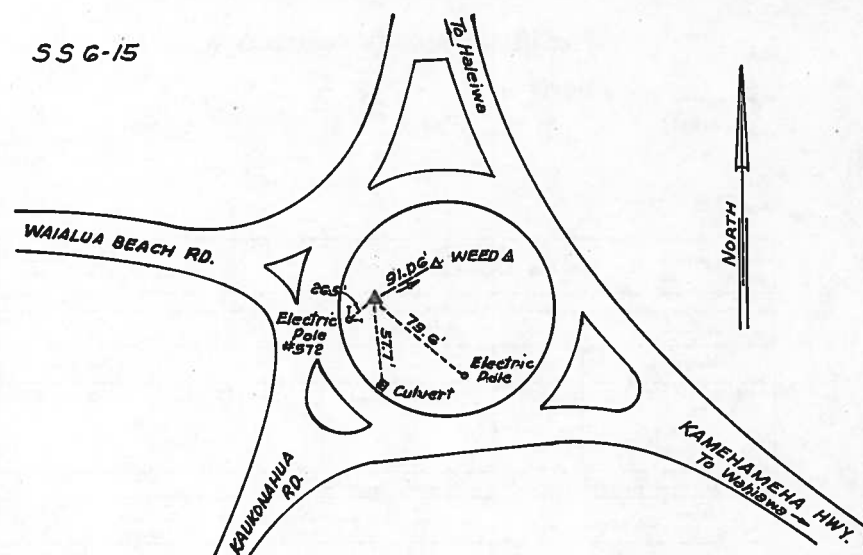 SS 6-15
To Haleiwa
WAIALUA BEACH RD.
NORTH
91.06'
WEED
26.5'
Electric
Pole
#572
57.7'
79.6'
Electric
Pole
Culvert
KAUKONAHUA
RD.
KAMEHAMEHA HWY.
To Wahiawa